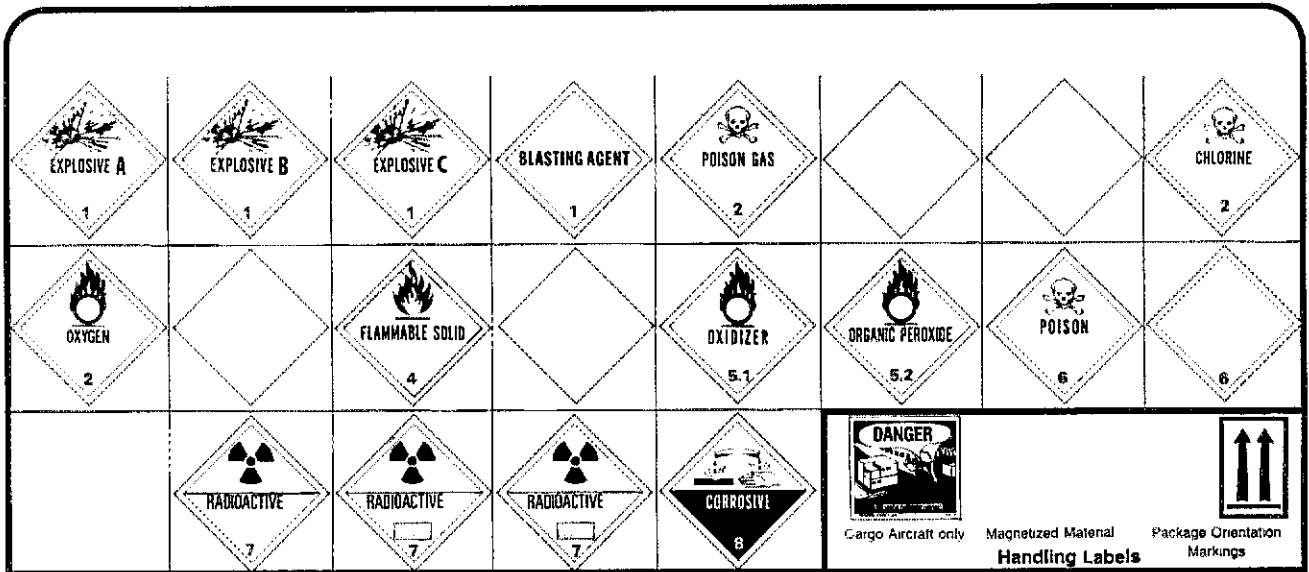 EXPLOSIVE A
1
EXPLOSIVE B
1
EXPLOSIVE C
1
BLASTING AGENT
1
POISON GAS
2
CHLORINE
2
OXYGEN
2
FLAMMABLE SOLID
4
OXIDIZER
5.1
ORGANIC PEROXIDE
5.2
POISON
6
6
RADIOACTIVE
7
RADIOACTIVE
7
RADIOACTIVE
7
CORROSIVE
8
DANGER
Cargo Aircraft only
Magnetized Material
Package Orientation
Markings
Handling Labels